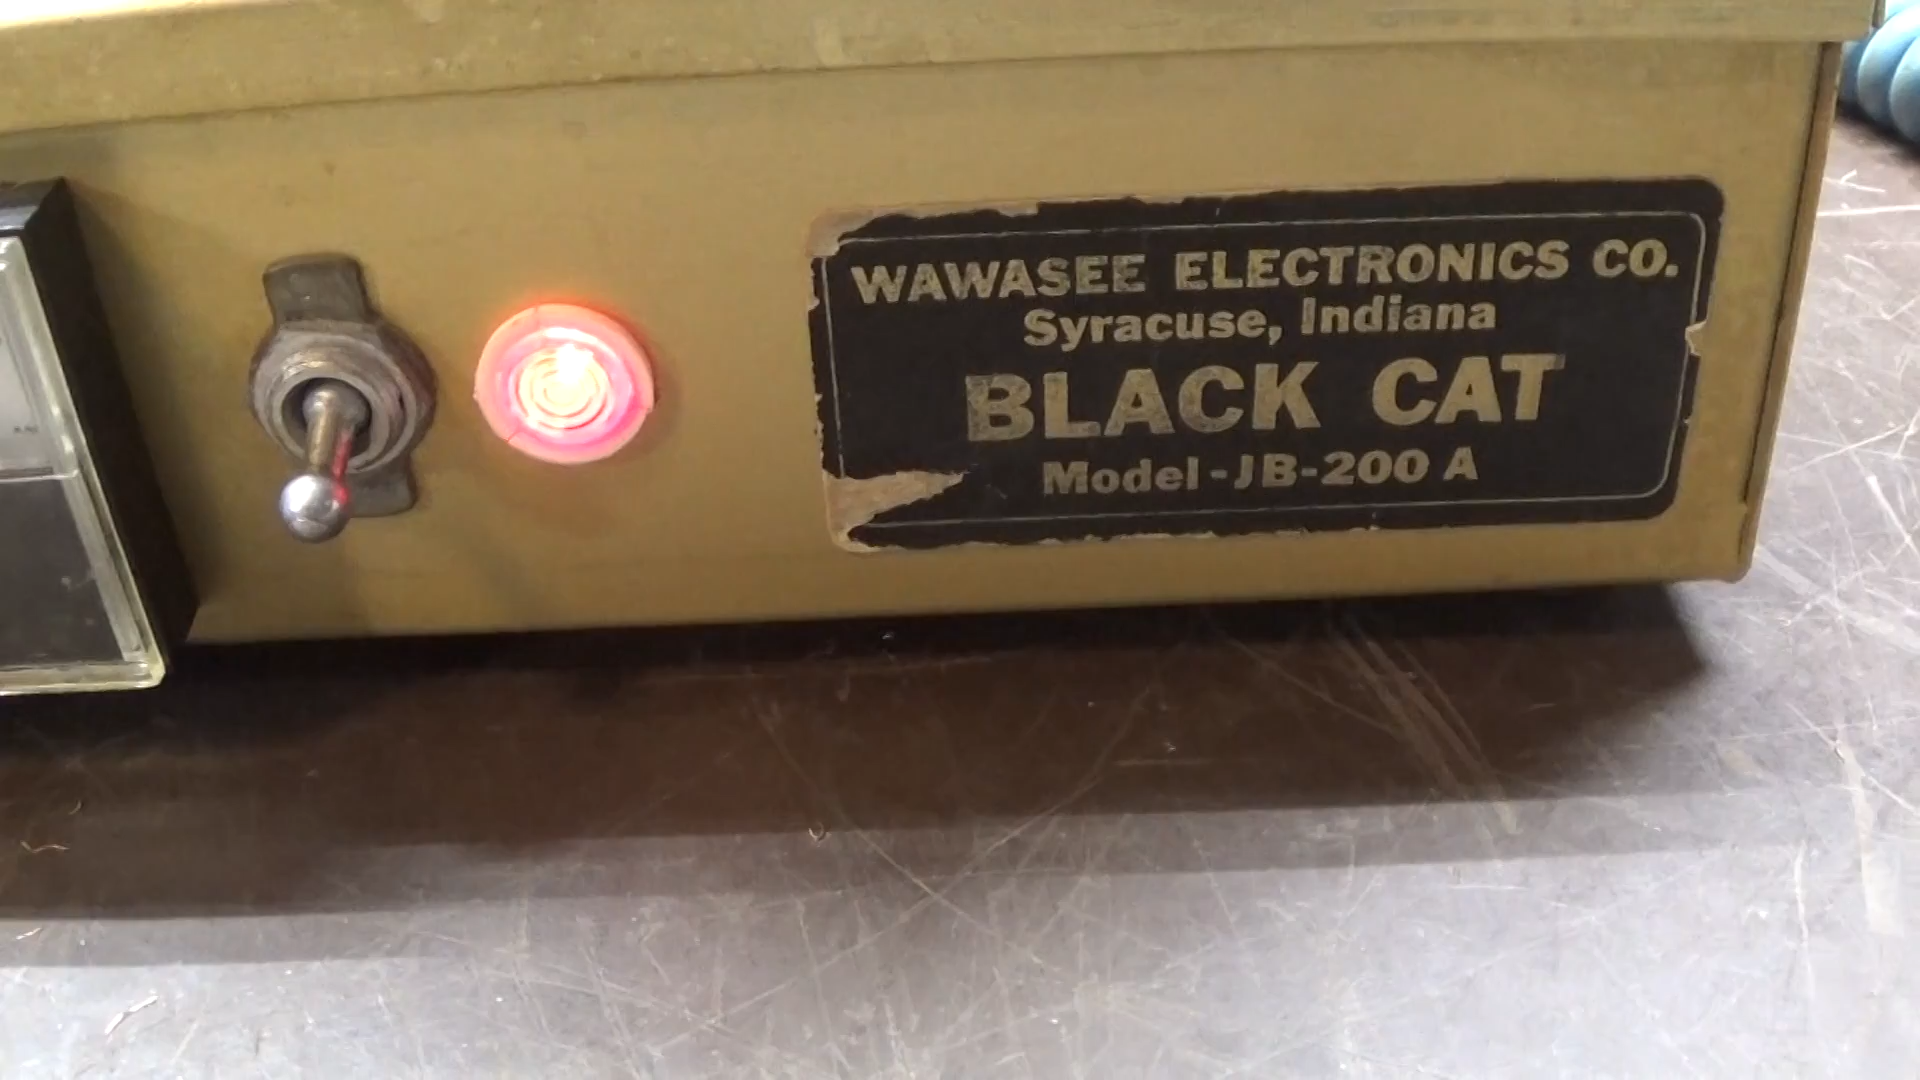 WAWASEE ELECTRONICS CO.
Syracuse, Indiana
BLACK CAT
Model-JB-200 A